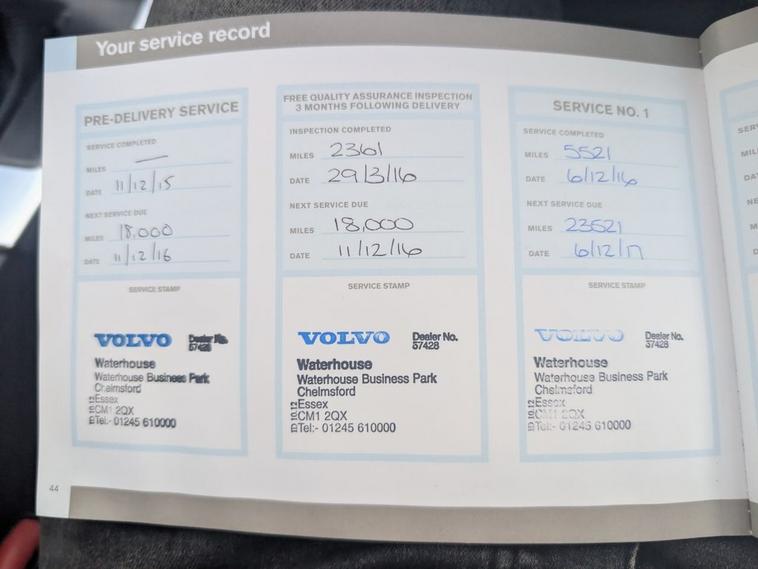 Your service record
PRE-DELIVERY SERVICE
SERVICE COMPLETED
MILES —
DATE 11/12/15
NEXT SERVICE DUE
MILES 18,000
DATE 11/12/16
SERVICE STAMP
VOLVO Dealer No.
57428
Waterhouse
Waterhouse Business Park
Chelmsford
Essex
CM1 2QX
Tel:- 01245 610000
FREE QUALITY ASSURANCE INSPECTION
3 MONTHS FOLLOWING DELIVERY
INSPECTION COMPLETED
MILES 2361
DATE 29/3/16
NEXT SERVICE DUE
MILES 18,000
DATE 11/12/16
SERVICE STAMP
VOLVO Dealer No.
57428
Waterhouse
Waterhouse Business Park
Chelmsford
Essex
CM1 2QX
Tel:- 01245 610000
SERVICE NO. 1
SERVICE COMPLETED
MILES 5521
DATE 6/12/16
NEXT SERVICE DUE
MILES 23521
DATE 6/12/17
SERVICE STAMP
VOLVO Dealer No.
57428
Waterhouse
Waterhouse Business Park
Chelmsford
Essex
CM1 2QX
Tel:- 01245 610000
44